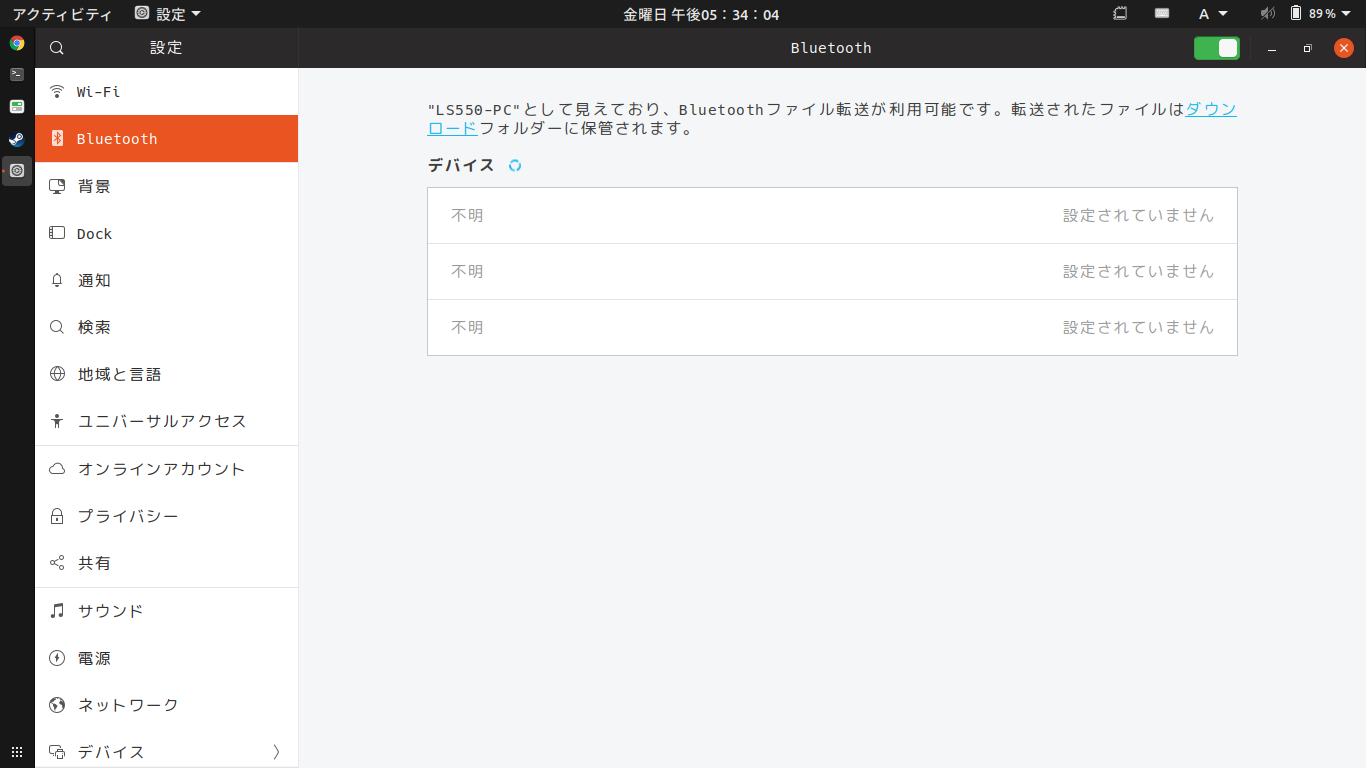 アクティビティ 設定 金曜日 午後05：34：04 A 89 %
設定 Bluetooth
Wi-Fi
Bluetooth
背景
Dock
通知
検索
地域と言語
ユニバーサルアクセス
オンラインアカウント
プライバシー
共有
サウンド
電源
ネットワーク
デバイス
"LS550-PC"として見えており、Bluetoothファイル転送が利用可能です。転送されたファイルはダウン
ロードフォルダーに保管されます。
デバイス
不明 設定されていません
不明 設定されていません
不明 設定されていません